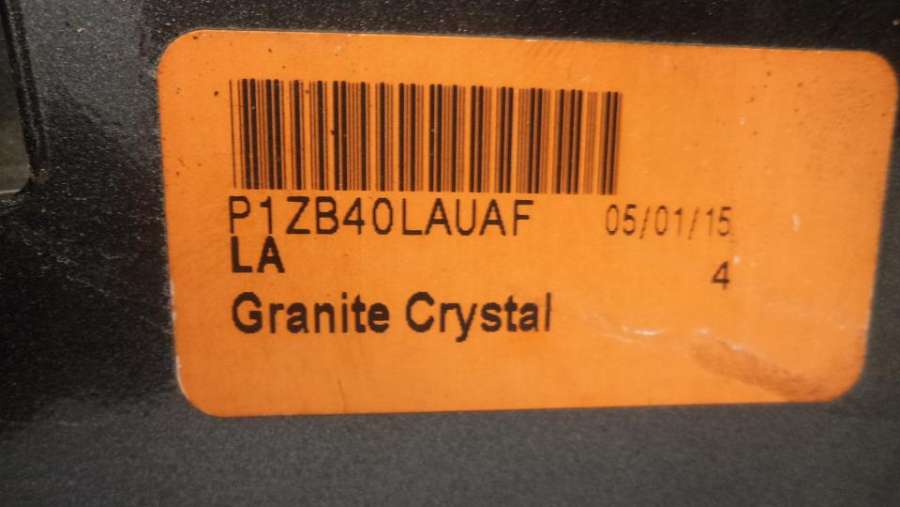 P1ZB40LAUAF 05/01/15
LA 4
Granite Crystal